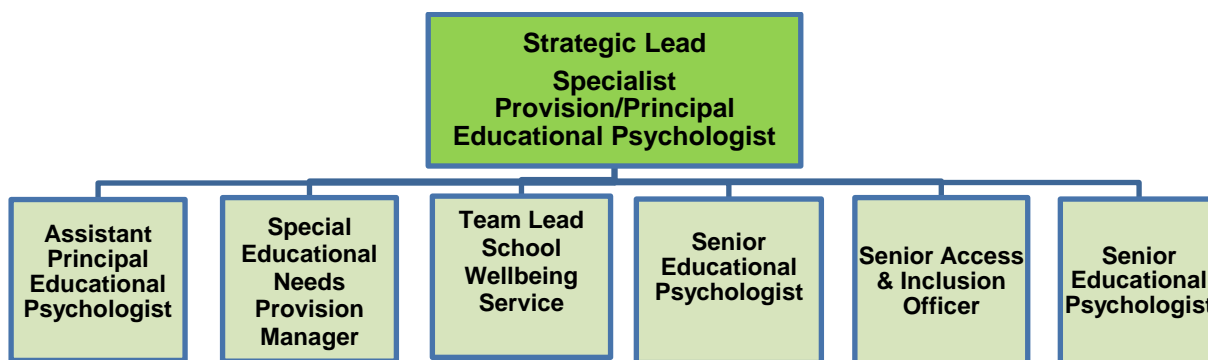 Strategic Lead
Specialist
Provision/Principal
Educational Psychologist
Assistant
Principal
Educational
Psychologist
Special
Educational
Needs
Provision
Manager
Team Lead
School
Wellbeing
Service
Senior
Educational
Psychologist
Senior Access
& Inclusion
Officer
Senior
Educational
Psychologist